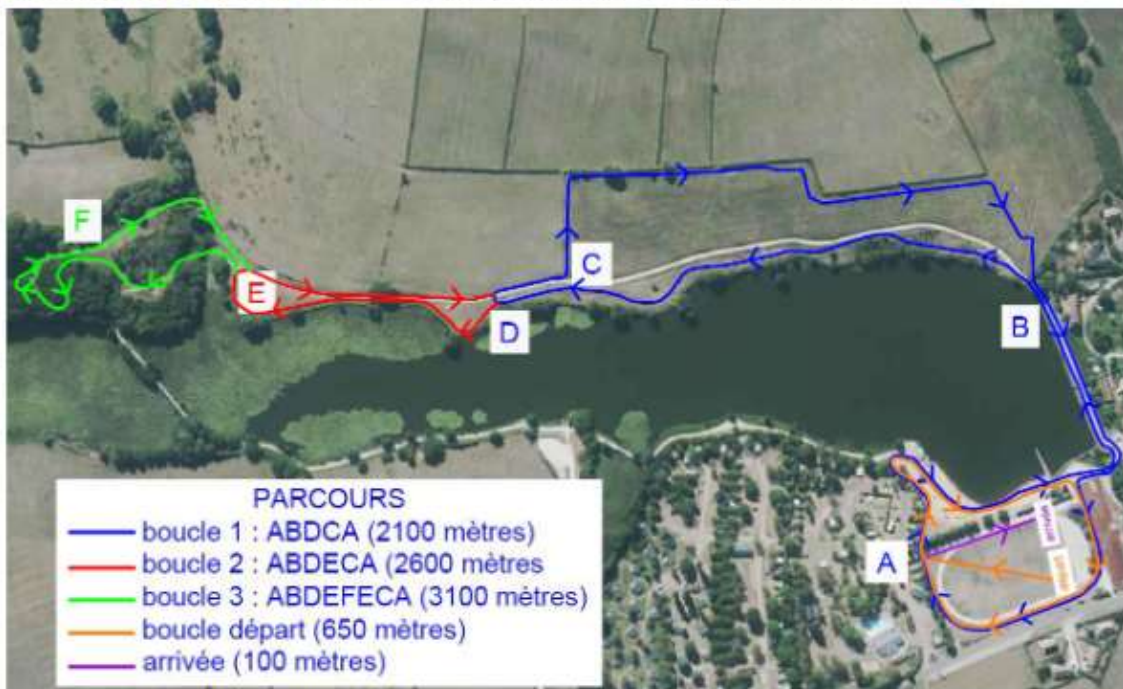 F
E
C
D
B
A
PARCOURS
boucle 1 : ABDCA (2100 mètres)
boucle 2 : ABDECA (2600 mètres
boucle 3 : ABDEFECA (3100 mètres)
boucle départ (650 mètres)
arrivée (100 mètres)